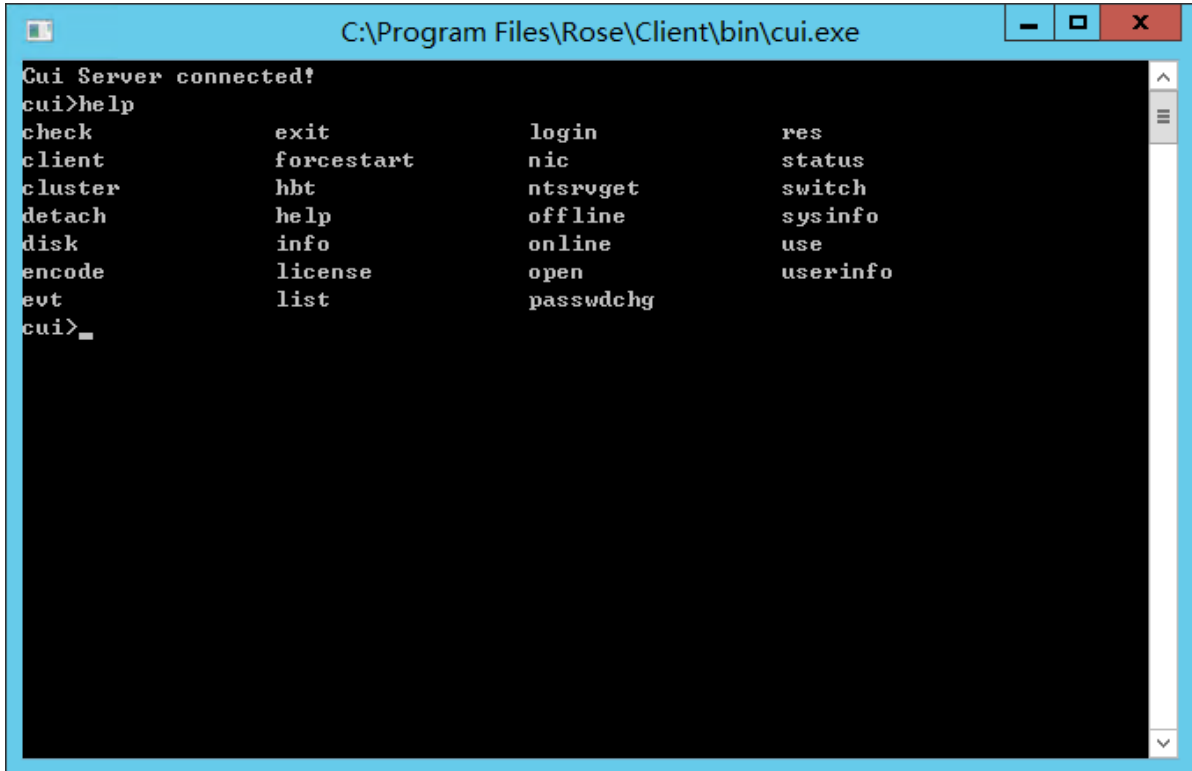 C:\Program Files\Rose\Client\bin\cui.exe
Cui Server connected!
cui>help
check exit login res
client forcestart nic status
cluster hbt ntsrvget switch
detach help offline sysinfo
disk info online use
encode license open userinfo
evt list passwdchg
cui>_